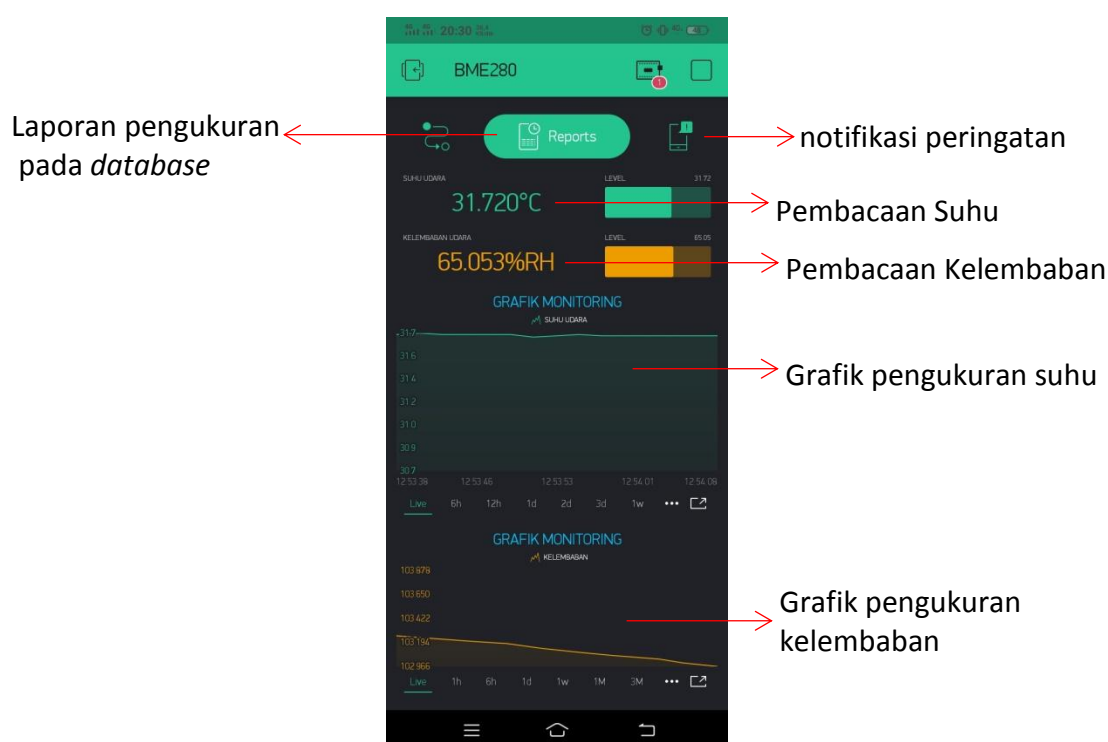 20:30
BME280
1
Laporan pengukuran
pada database
Reports
notifikasi peringatan
SUHU UDARA
LEVEL 31.72
31.720°C
Pembacaan Suhu
KELEMBABAN UDARA
LEVEL 65.05
65.053%RH
Pembacaan Kelembaban
GRAFIK MONITORING
SUHU UDARA
31.7
31.6
31.4
Grafik pengukuran suhu
31.2
31.0
30.9
30.7
12:53:38 12:53:46 12:53:53 12:54:01 12:54:08
Live 6h 12h 1d 2d 3d 1w
GRAFIK MONITORING
KELEMBABAN
103.878
103.650
Grafik pengukuran
kelembaban
103.422
103.194
102.966
Live 1h 6h 1d 1w 1M 3M